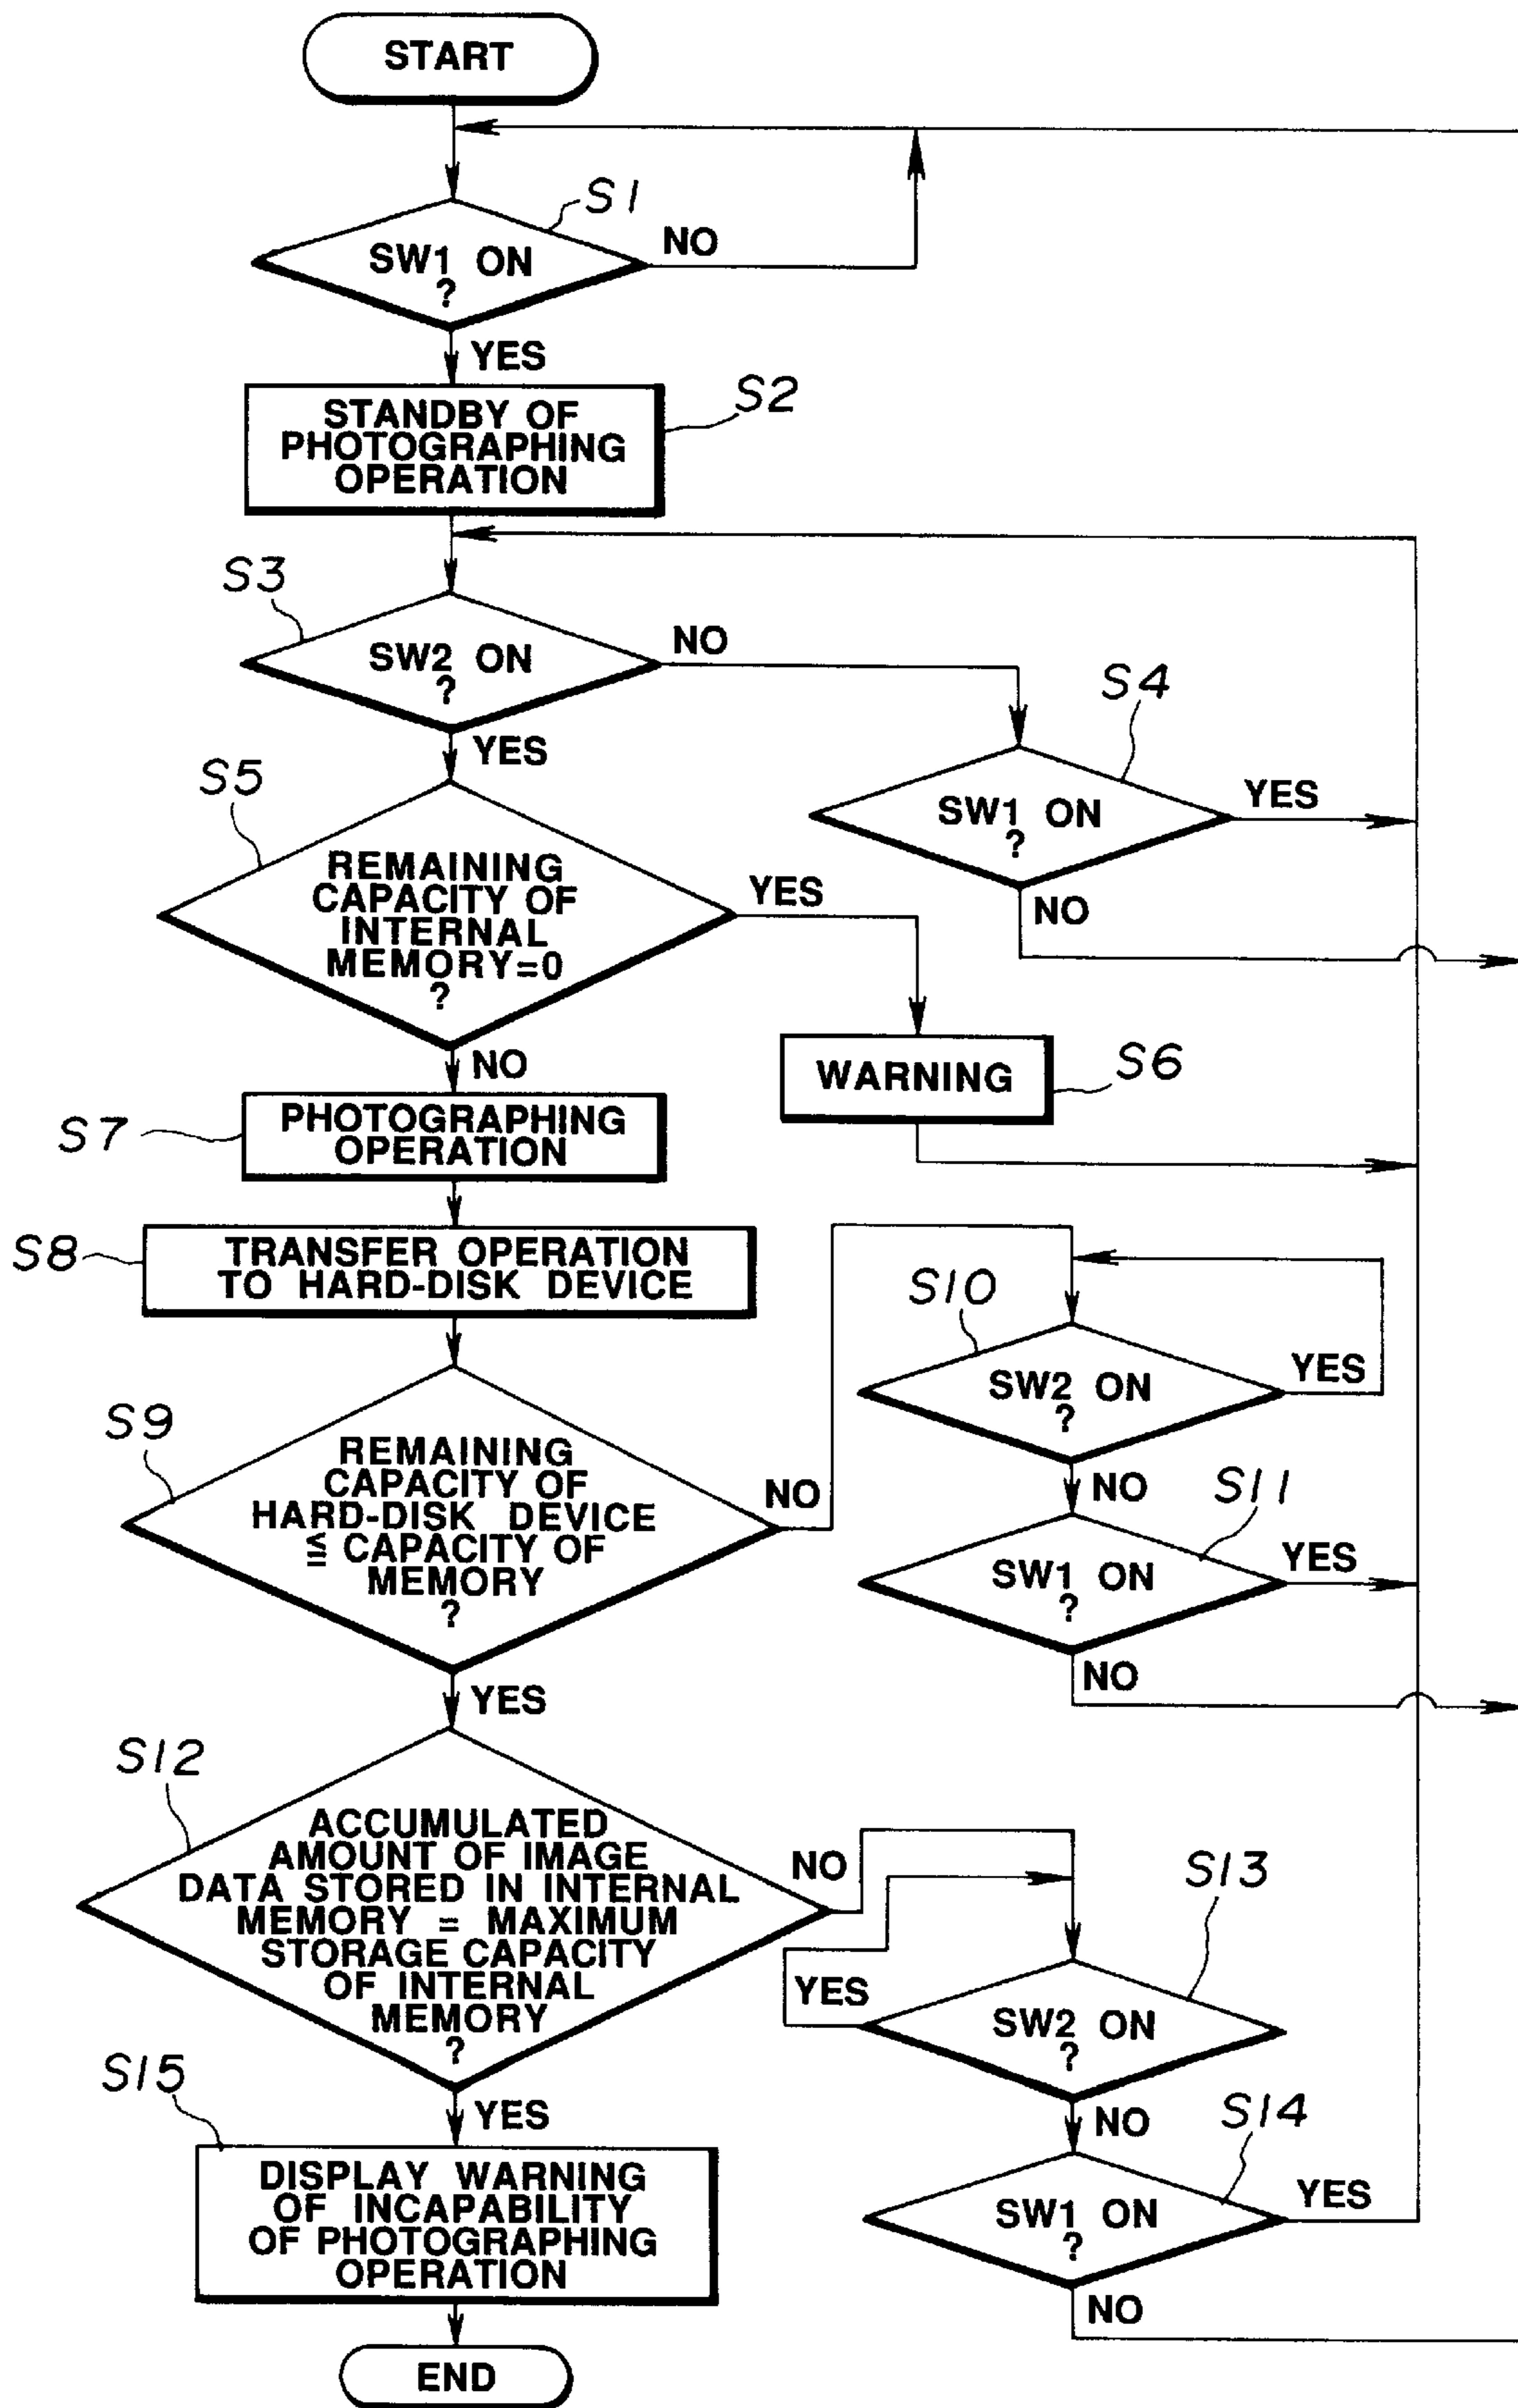 START
S1
SW1 ON
?
NO
YES
S2
STANDBY OF
PHOTOGRAPHING
OPERATION
S3
SW2 ON
?
NO
YES
S4
SW1 ON
?
YES
NO
S5
REMAINING
CAPACITY OF
INTERNAL
MEMORY=0
?
YES
NO
WARNING
S6
S7
PHOTOGRAPHING
OPERATION
S8
TRANSFER OPERATION
TO HARD-DISK DEVICE
S9
REMAINING
CAPACITY OF
HARD-DISK DEVICE
≦ CAPACITY OF
MEMORY
?
NO
YES
S10
SW2 ON
?
YES
NO
S11
SW1 ON
?
YES
NO
S12
ACCUMULATED
AMOUNT OF IMAGE
DATA STORED IN INTERNAL
MEMORY = MAXIMUM
STORAGE CAPACITY
OF INTERNAL
MEMORY
?
NO
YES
S13
YES
SW2 ON
?
NO
S14
SW1 ON
?
YES
NO
S15
DISPLAY WARNING
OF INCAPABILITY
OF PHOTOGRAPHING
OPERATION
END